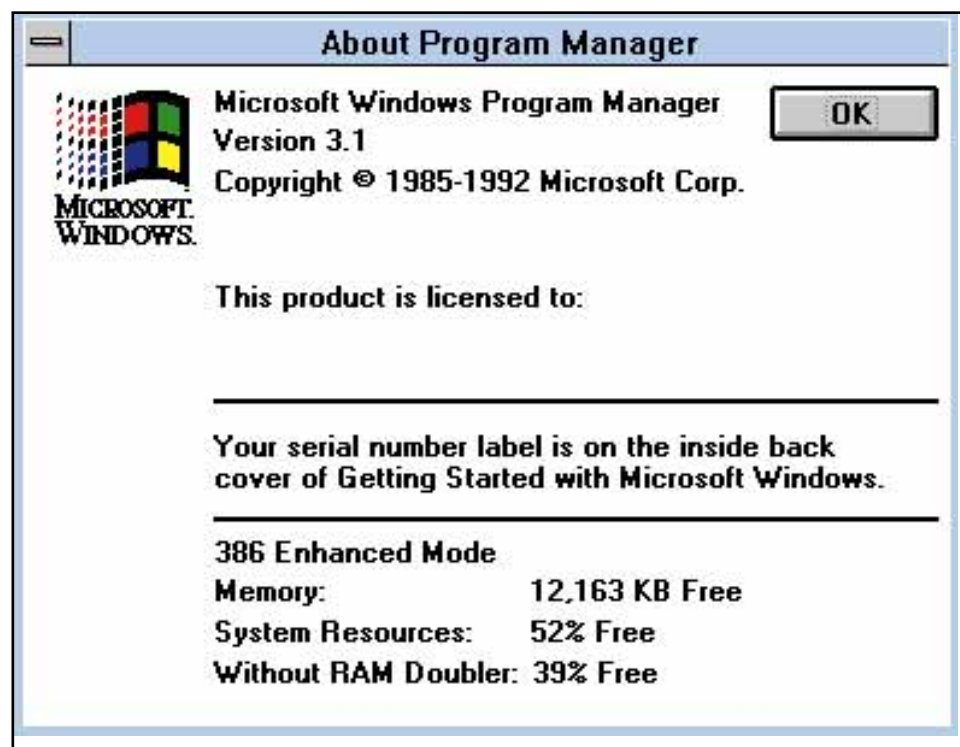 About Program Manager
Microsoft Windows Program Manager
OK
Version 3.1
Copyright © 1985-1992 Microsoft Corp.
MICROSOFT.
WINDOWS.
This product is licensed to:
Your serial number label is on the inside back
cover of Getting Started with Microsoft Windows.
386 Enhanced Mode
Memory: 12,163 KB Free
System Resources: 52% Free
Without RAM Doubler: 39% Free